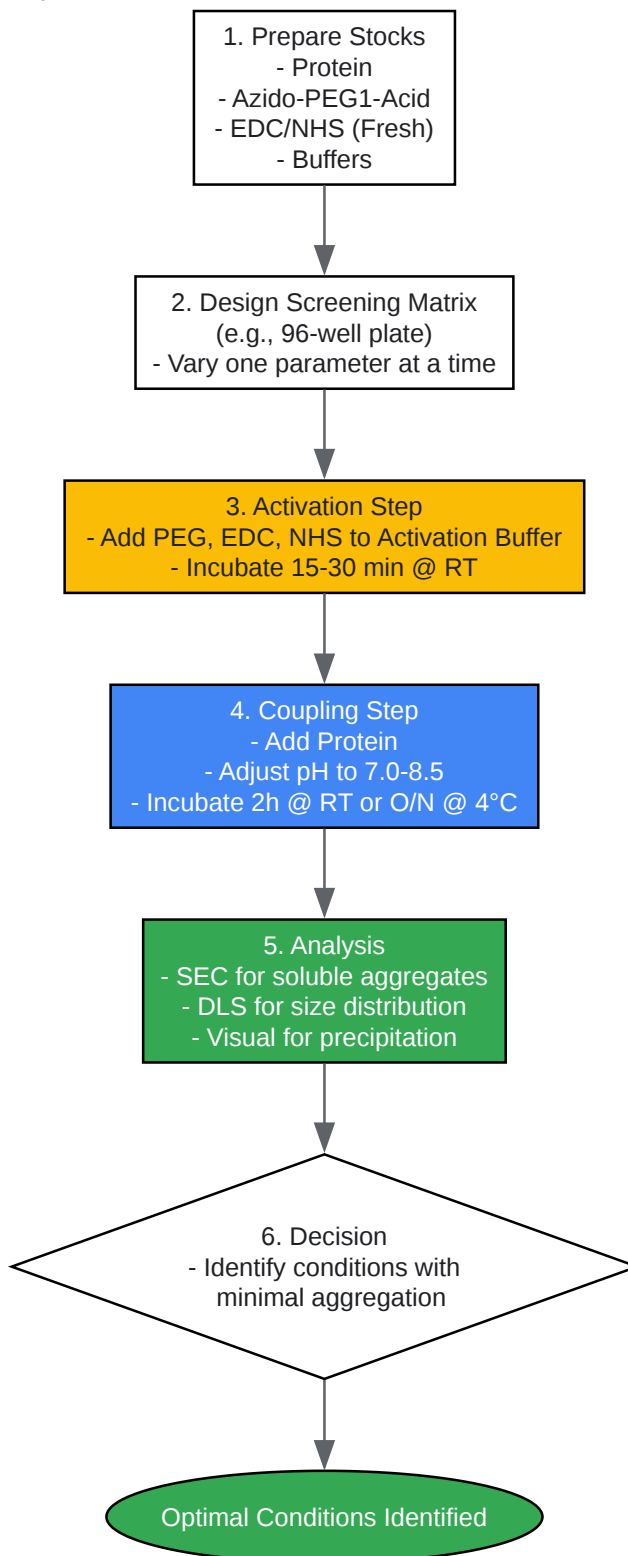 1. Prepare Stocks
- Protein
- Azido-PEG1-Acid
- EDC/NHS (Fresh)
- Buffers
2. Design Screening Matrix
(e.g., 96-well plate)
- Vary one parameter at a time
3. Activation Step
- Add PEG, EDC, NHS to Activation Buffer
- Incubate 15-30 min @ RT
4. Coupling Step
- Add Protein
- Adjust pH to 7.0-8.5
- Incubate 2h @ RT or O/N @ 4°C
5. Analysis
- SEC for soluble aggregates
- DLS for size distribution
- Visual for precipitation
6. Decision
- Identify conditions with
minimal aggregation
Optimal Conditions Identified